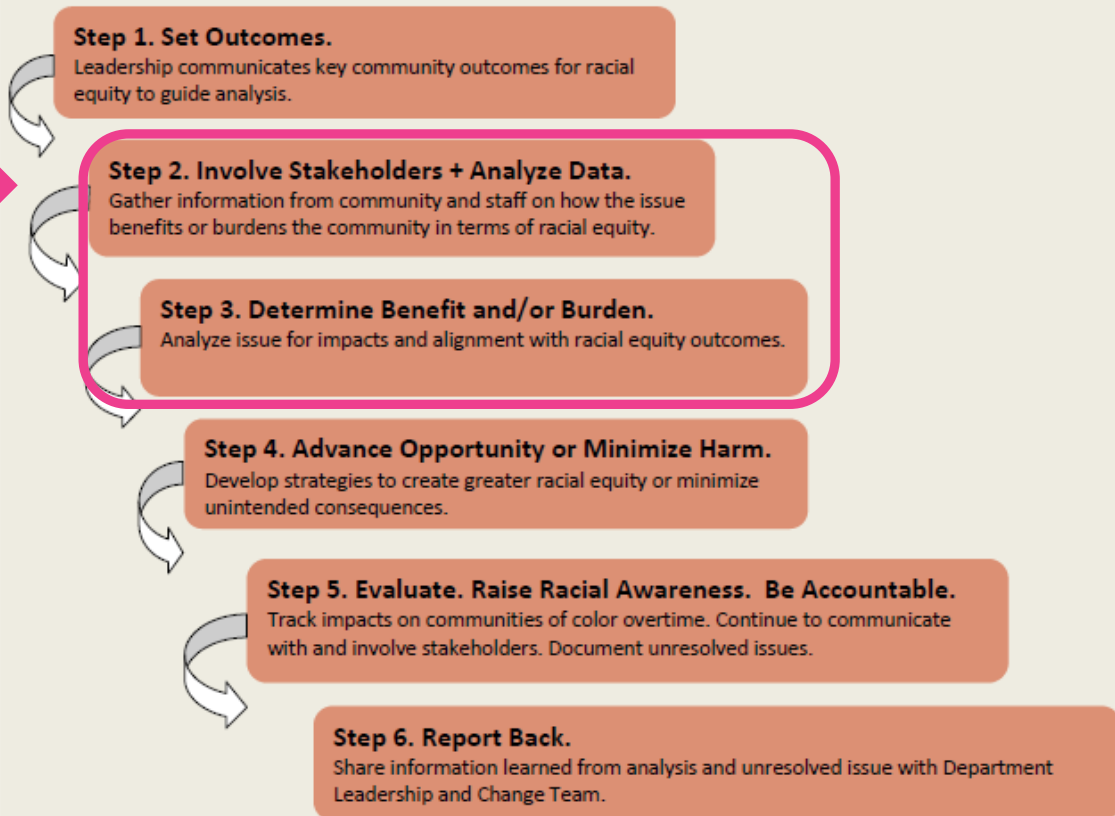 Step 1. Set Outcomes.
Leadership communicates key community outcomes for racial
equity to guide analysis.
Step 2. Involve Stakeholders + Analyze Data.
Gather information from community and staff on how the issue
benefits or burdens the community in terms of racial equity.
Step 3. Determine Benefit and/or Burden.
Analyze issue for impacts and alignment with racial equity outcomes.
Step 4. Advance Opportunity or Minimize Harm.
Develop strategies to create greater racial equity or minimize
unintended consequences.
Step 5. Evaluate. Raise Racial Awareness. Be Accountable.
Track impacts on communities of color overtime. Continue to communicate
with and involve stakeholders. Document unresolved issues.
Step 6. Report Back.
Share information learned from analysis and unresolved issue with Department
Leadership and Change Team.